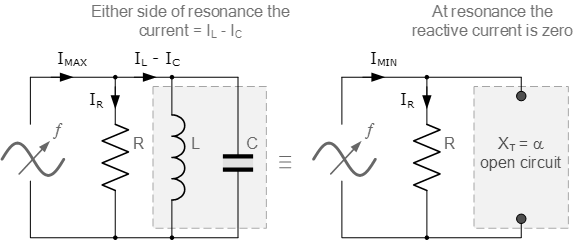 Either side of resonance the
current = IL - IC
At resonance the
reactive current is zero
IMAX
IL - IC
IR
f
R
L
C
≡
IMIN
IR
f
R
XT = α
open circuit